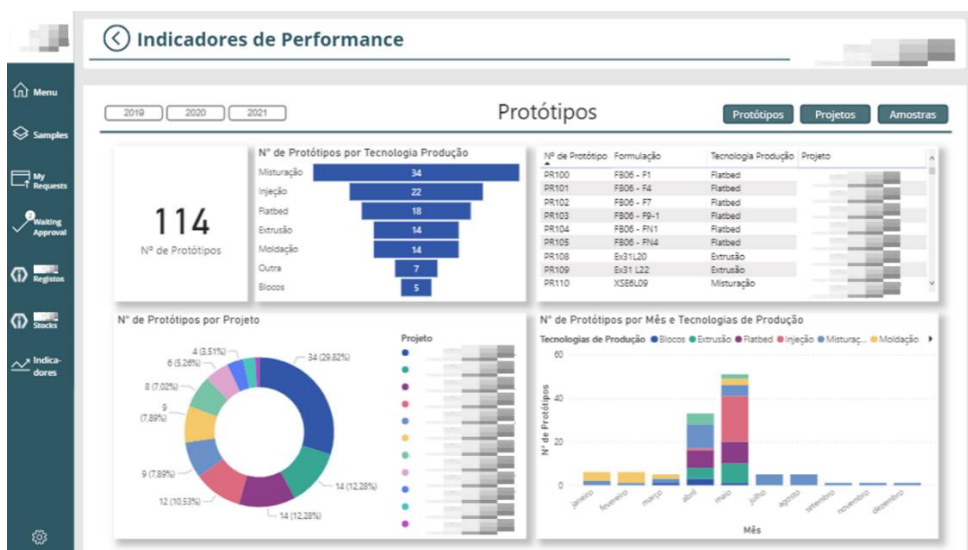 Indicadores de Performance
Menu
Samples
My Requests
2
Waiting Approval
Registos
Stocks
Indica-
dores
2019 2020 2021
Protótipos
Protótipos Projetos Amostras
114
Nº de Protótipos
N° de Protótipos por Tecnologia Produção
Misturação 34
Injeção 22
Flatbed 18
Extrusão 14
Moldação 14
Outra 7
Blocos 5
Nº de Protótipo Formulação Tecnologia Produção Projeto
PR100 FB06 - F1 Flatbed
PR101 FB06 - F4 Flatbed
PR102 FB06 - F7 Flatbed
PR103 FB06 - F9-1 Flatbed
PR104 FB06 - FN1 Flatbed
PR105 FB06 - FN4 Flatbed
PR108 Ex31L20 Extrusão
PR109 Ex31 L22 Extrusão
PR110 XSE6L09 Misturação
N° de Protótipos por Projeto
34 (29,82%)
14 (12,28%)
14 (12,28%)
12 (10,53%)
9 (7,89%)
9
(7,89%)
8 (7,02%)
6 (5,26%)
4 (3,51%)
Projeto
N° de Protótipos por Mês e Tecnologias de Produção
Tecnologias de Produção Blocos Extrusão Flatbed Injeção Misturaç... Moldação
N° de Protótipos
60
40
20
0
janeiro fevereiro março abril maio julho agosto setembro novembro dezembro
Mês